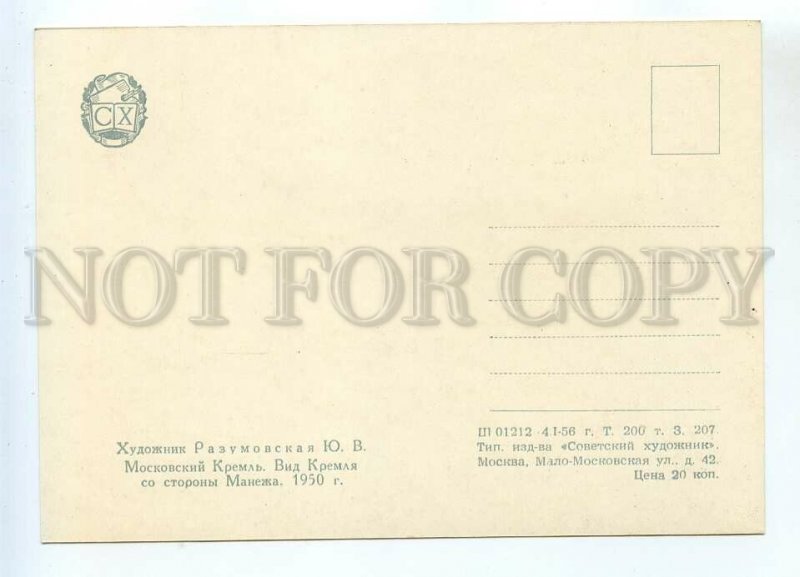 СХ
NOT FOR COPY
Художник Разумовская Ю. В.
Московский Кремль. Вид Кремля
со стороны Манежа. 1950 г.
Ш 01212 4 I-56 г. Т. 200 т. З. 207
Тип. изд-ва «Советский художник».
Москва, Мало-Московская ул., д. 42.
Цена 20 коп.